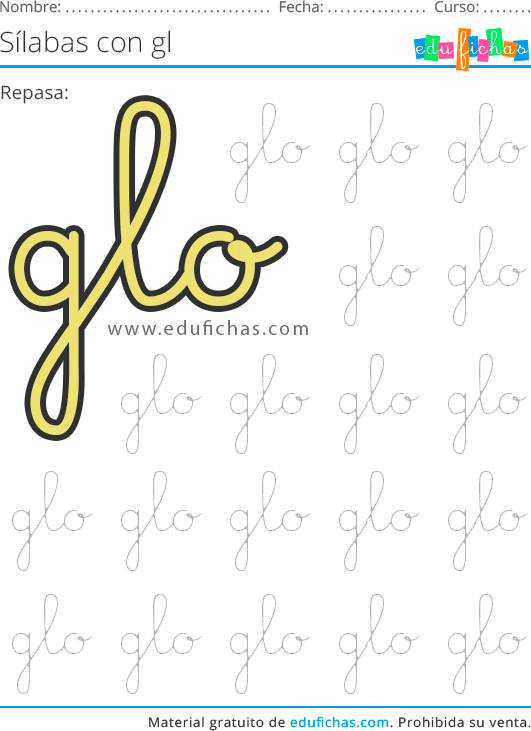 Nombre: ................................ Fecha: ................ Curso: ........
Sílabas con gl
edufichas
Repasa:
glo glo glo glo
glo glo
www.edufichas.com
glo glo glo glo
glo glo glo glo glo
glo glo glo glo glo
Material gratuito de edufichas.com. Prohibida su venta.